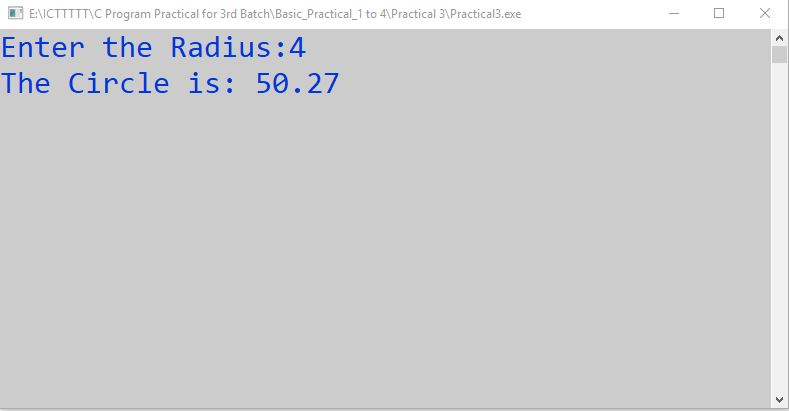 E:\ICTTTTT\C Program Practical for 3rd Batch\Basic_Practical_1 to 4\Practical 3\Practical3.exe
Enter the Radius:4
The Circle is: 50.27